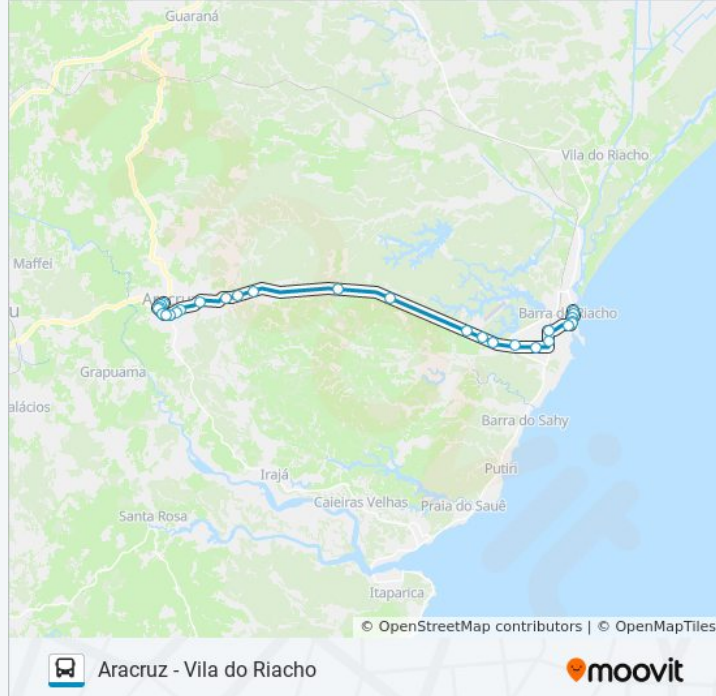 Guaraná
Vila do Riacho
Maffei
Aracruz
u
Barra do Riacho
Grapuama
alácios
Barra do Sahy
Putiri
Irajá
Caieiras Velhas
Praia do Sauê
Santa Rosa
Itaparica
© OpenStreetMap contributors | © OpenMapTiles
Aracruz - Vila do Riacho
moovit